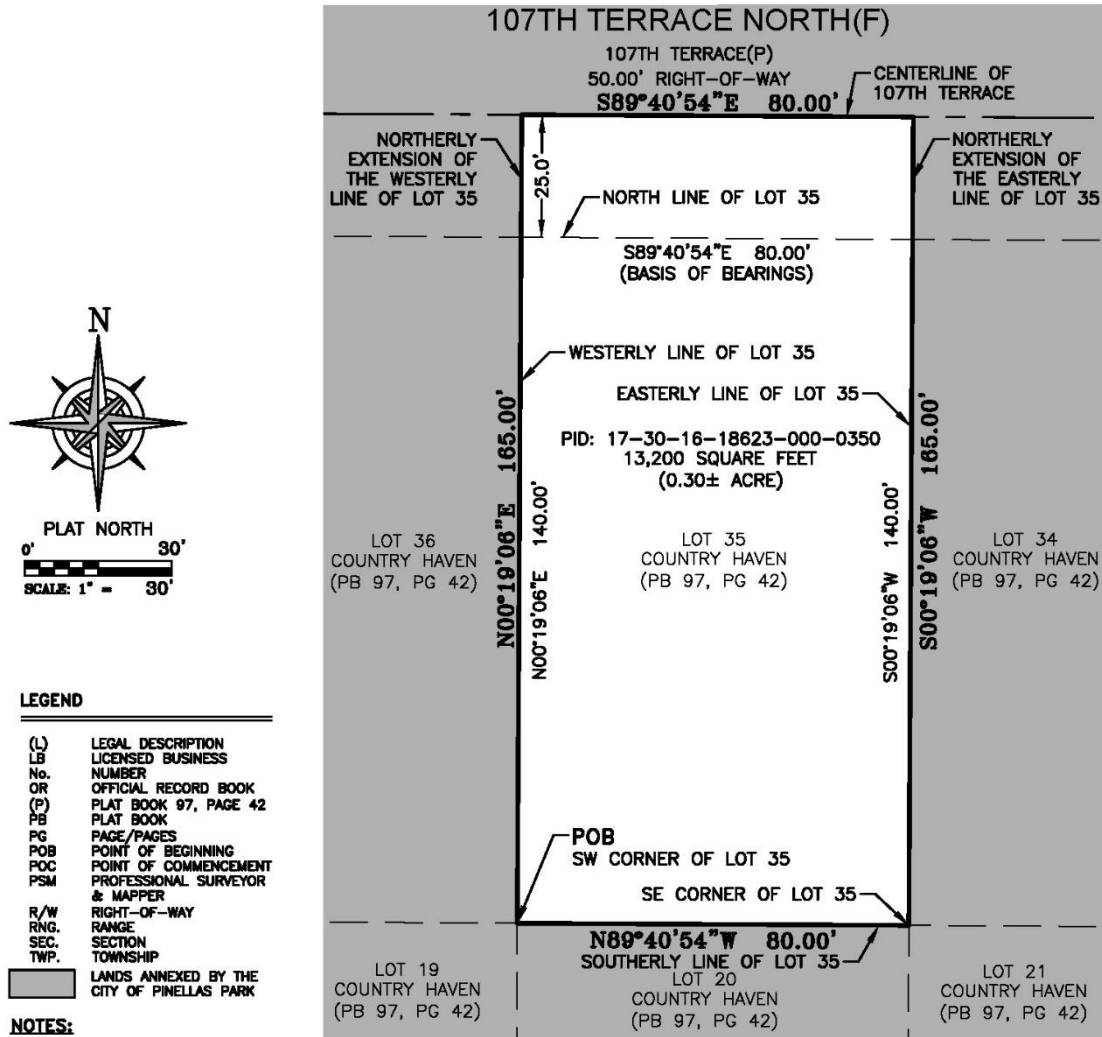 107TH TERRACE NORTH(F)
107TH TERRACE(P)
50.00' RIGHT-OF-WAY
S89°40'54"E 80.00'
CENTERLINE OF
107TH TERRACE
NORTHERLY
EXTENSION OF
THE WESTERLY
LINE OF LOT 35
25.0'
NORTHERLY
EXTENSION OF
THE EASTERLY
LINE OF LOT 35
NORTH LINE OF LOT 35
S89°40'54"E 80.00'
(BASIS OF BEARINGS)
WESTERLY LINE OF LOT 35
EASTERLY LINE OF LOT 35
PID: 17-30-16-18623-000-0350
13,200 SQUARE FEET
(0.30± ACRE)
N00°19'06"E 165.00'
N00°19'06"E 140.00'
S00°19'06"W 140.00'
S00°19'06"W 165.00'
LOT 36
COUNTRY HAVEN
(PB 97, PG 42)
LOT 35
COUNTRY HAVEN
(PB 97, PG 42)
LOT 34
COUNTRY HAVEN
(PB 97, PG 42)
POB
SW CORNER OF LOT 35
SE CORNER OF LOT 35
N89°40'54"W 80.00'
SOUTHERLY LINE OF LOT 35
LOT 19
COUNTRY HAVEN
(PB 97, PG 42)
LOT 20
COUNTRY HAVEN
(PB 97, PG 42)
LOT 21
COUNTRY HAVEN
(PB 97, PG 42)
N
PLAT NORTH
0' 30'
SCALE: 1" = 30'
LEGEND
(L) LEGAL DESCRIPTION
LB LICENSED BUSINESS
No. NUMBER
OR OFFICIAL RECORD BOOK
(P) PLAT BOOK 97, PAGE 42
PB PLAT BOOK
PG PAGE/PAGES
POB POINT OF BEGINNING
POC POINT OF COMMENCEMENT
PSM PROFESSIONAL SURVEYOR
& MAPPER
R/W RIGHT-OF-WAY
RNG. RANGE
SEC. SECTION
TWP. TOWNSHIP
LANDS ANNEXED BY THE
CITY OF PINELLAS PARK
NOTES: